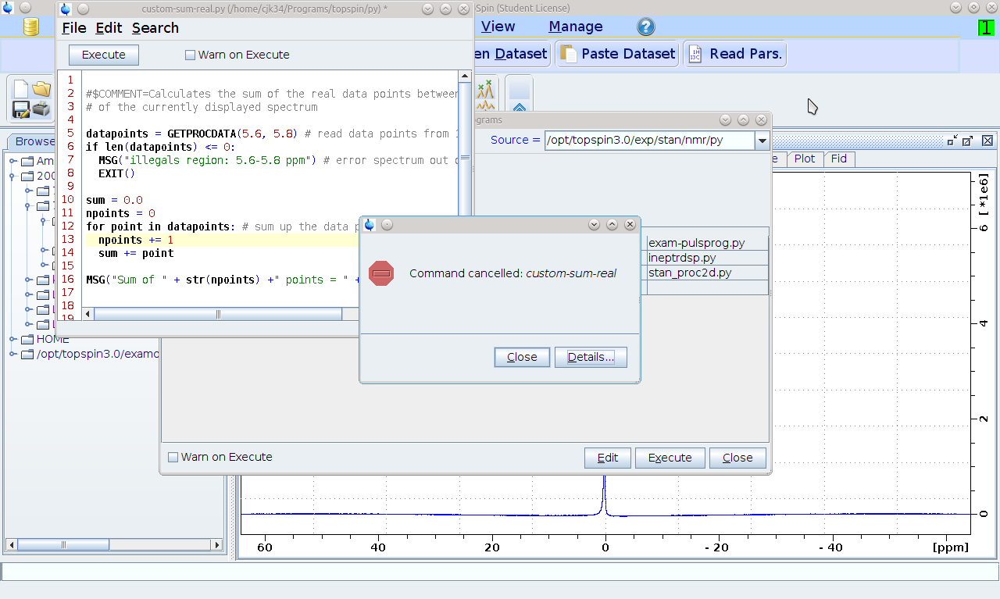 custom-sum-real.py (/home/cjk34/Programs/topspin/py) *
Spin (Student License)
File Edit Search
View Manage
1
Execute
Warn on Execute
Dataset
Paste Dataset
Read Pars.
1
2 #$COMMENT=Calculates the sum of the real data points between
3 # of the currently displayed spectrum
4
5 datapoints = GETPROCDATA(5.6, 5.8) # read data points from
6 if len(datapoints) <= 0:
7 MSG("illegals region: 5.6-5.8 ppm") # error spectrum out
8 EXIT()
9
10 sum = 0.0
11 npoints = 0
12 for point in datapoints: # sum up the data
13 npoints += 1
14 sum += point
15
16 MSG("Sum of " + str(npoints) +" points = " +
17
18
19
Source = /opt/topspin3.0/exp/stan/nmr/py
Browse
Plot
Fid
HOME
/opt/topspin3.0/examd
exam-pulsprog.py
ineptrdsp.py
stan_proc2d.py
Command cancelled: custom-sum-real
Close
Details...
Warn on Execute
Edit
Execute
Close
[ *1e6]
6
4
2
0
60 40 20 0 - 20 - 40 [ppm]